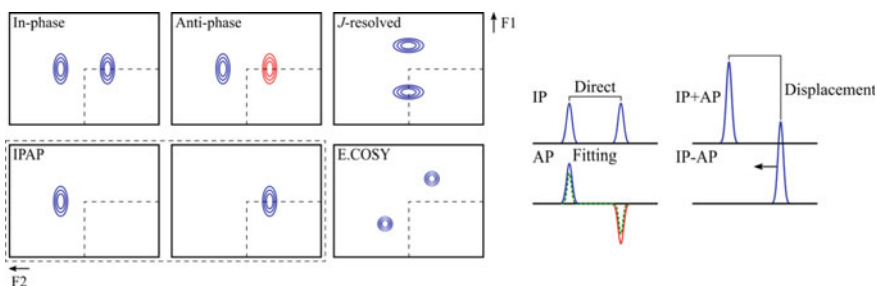 In-phase
Anti-phase
J-resolved
F1
IPAP
E.COSY
F2
IP
Direct
AP
Fitting
IP+AP
Displacement
IP-AP